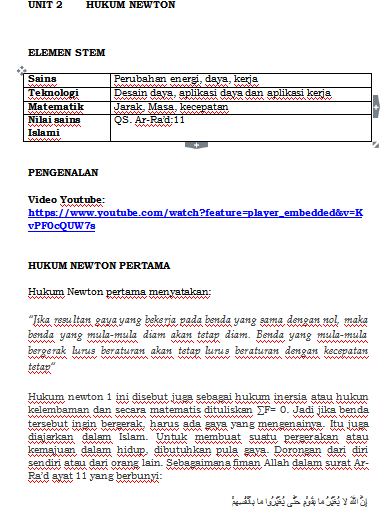 UNIT 2 HUKUM NEWTON
ELEMEN STEM
Sains Perubahan energi, daya, kerja
Teknologi Desain daya, aplikasi daya dan aplikasi kerja
Matematik Jarak, Masa, kecepatan
Nilai sains QS. Ar-Ra'd:11
Islami
PENGENALAN
Video Youtube:
https://www.youtube.com/watch?feature=player_embedded&v=K
vPF0cQUW7s
HUKUM NEWTON PERTAMA
Hukum Newton pertama menyatakan:
"Jika resultan gaya yang bekerja pada benda yang sama dengan nol, maka
benda yang mula-mula diam akan tetap diam. Benda yang mula-mula
bergerak lurus beraturan akan tetap lurus beraturan dengan kecepatan
tetap"
Hukum newton 1 ini disebut juga sebagai hukum inersia atau hukum
kelembaman dan secara matematis dituliskan ∑F= 0. Jadi jika benda
tersebut ingin bergerak, harus ada gaya yang mengenainya. Itu juga
diajarkan dalam Islam. Untuk membuat suatu pergerakan atau
kemajuan dalam hidup, dibutuhkan pula gaya. Dorongan dari diri
sendiri atau dari orang lain. Sebagaimana fiman Allah dalam surat Ar-
Ra'd ayat 11 yang berbunyi:
إِنَّ اللَّهَ لَا يُغَيِّرُ مَا بِقَوْمٍ حَتَّى يُغَيِّرُوا مَا بِأَنْفُسِهِمْ